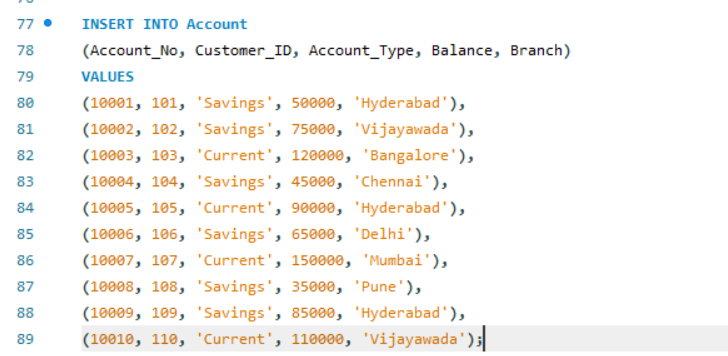 77 INSERT INTO Account
78 (Account_No, Customer_ID, Account_Type, Balance, Branch)
79 VALUES
80 (10001, 101, 'Savings', 50000, 'Hyderabad'),
81 (10002, 102, 'Savings', 75000, 'Vijayawada'),
82 (10003, 103, 'Current', 120000, 'Bangalore'),
83 (10004, 104, 'Savings', 45000, 'Chennai'),
84 (10005, 105, 'Current', 90000, 'Hyderabad'),
85 (10006, 106, 'Savings', 65000, 'Delhi'),
86 (10007, 107, 'Current', 150000, 'Mumbai'),
87 (10008, 108, 'Savings', 35000, 'Pune'),
88 (10009, 109, 'Savings', 85000, 'Hyderabad'),
89 (10010, 110, 'Current', 110000, 'Vijayawada');